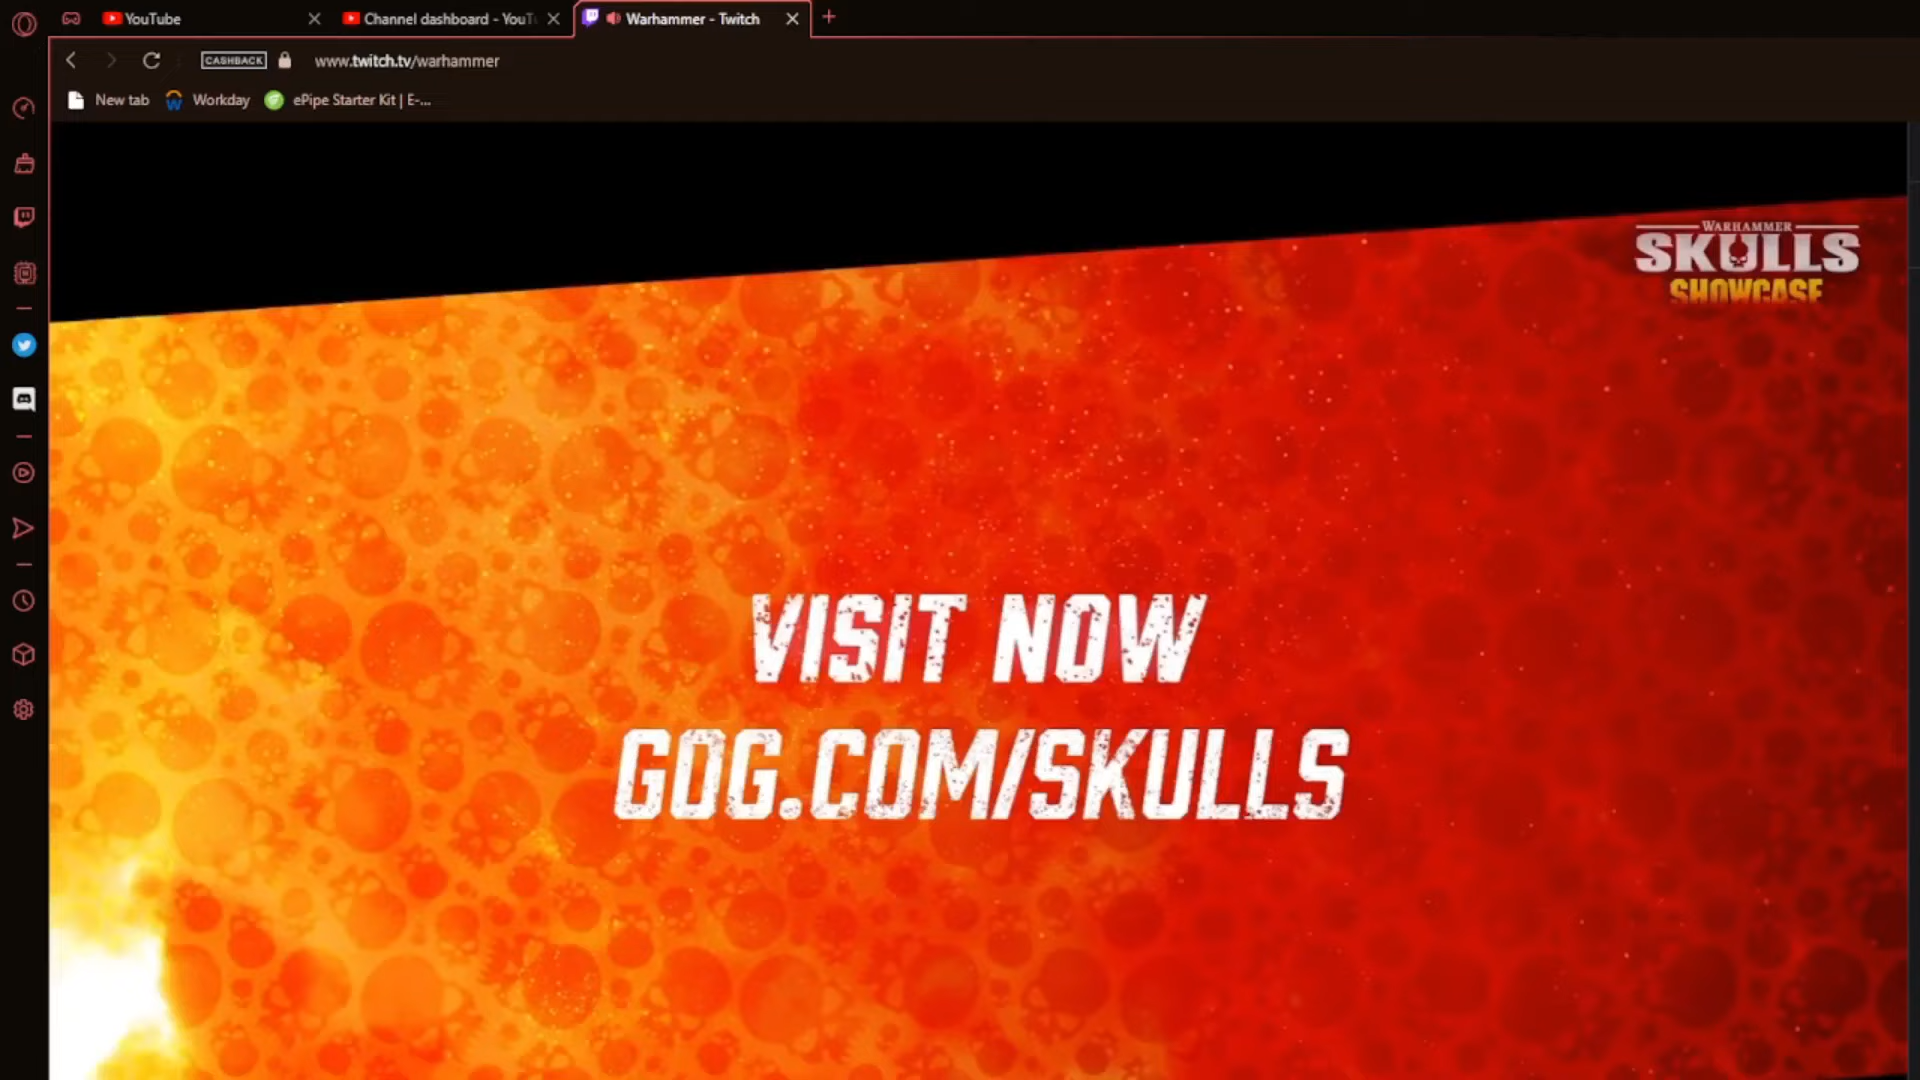 YouTube
Channel dashboard - YouT
Warhammer - Twitch
CASHBACK
www.twitch.tv/warhammer
New tab
Workday
ePipe Starter Kit | E-...
WARHAMMER
SKULLS
SHOWCASE
VISIT NOW
GOG.COM/SKULLS